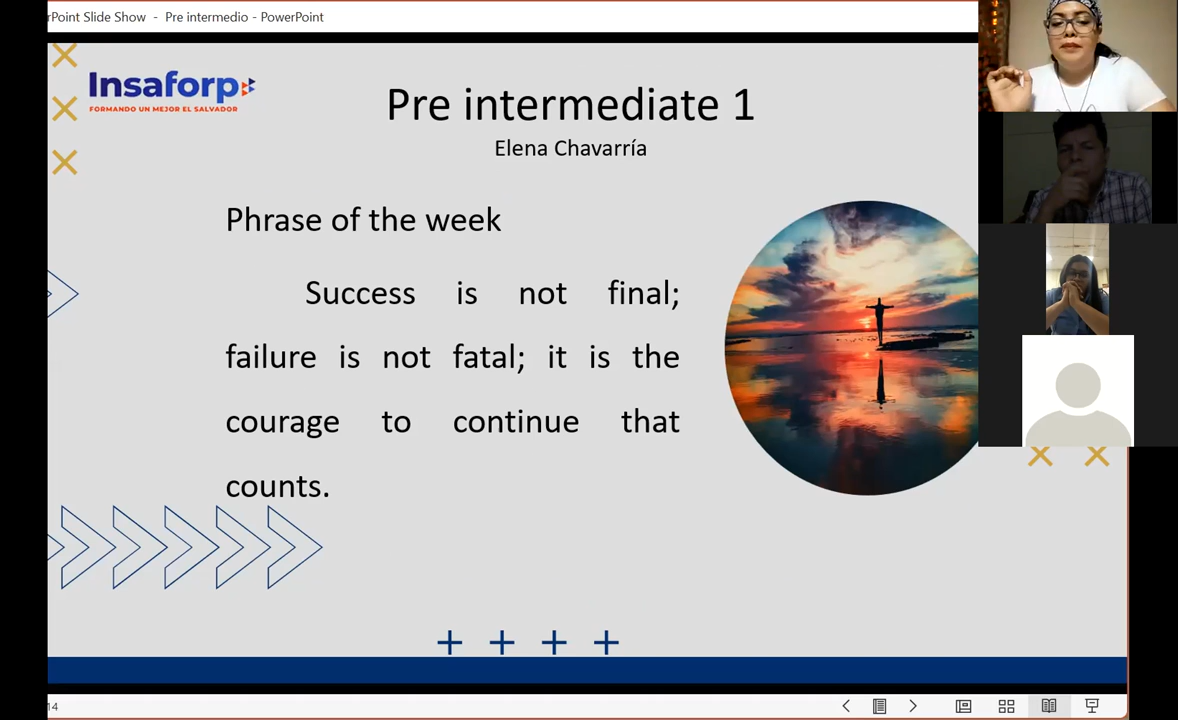 rPoint Slide Show - Pre intermedio - PowerPoint
Insaforp
FORMANDO UN MEJOR EL SALVADOR
Pre intermediate 1
Elena Chavarría
Phrase of the week
Success is not final;
failure is not fatal; it is the
courage to continue that
counts.
14